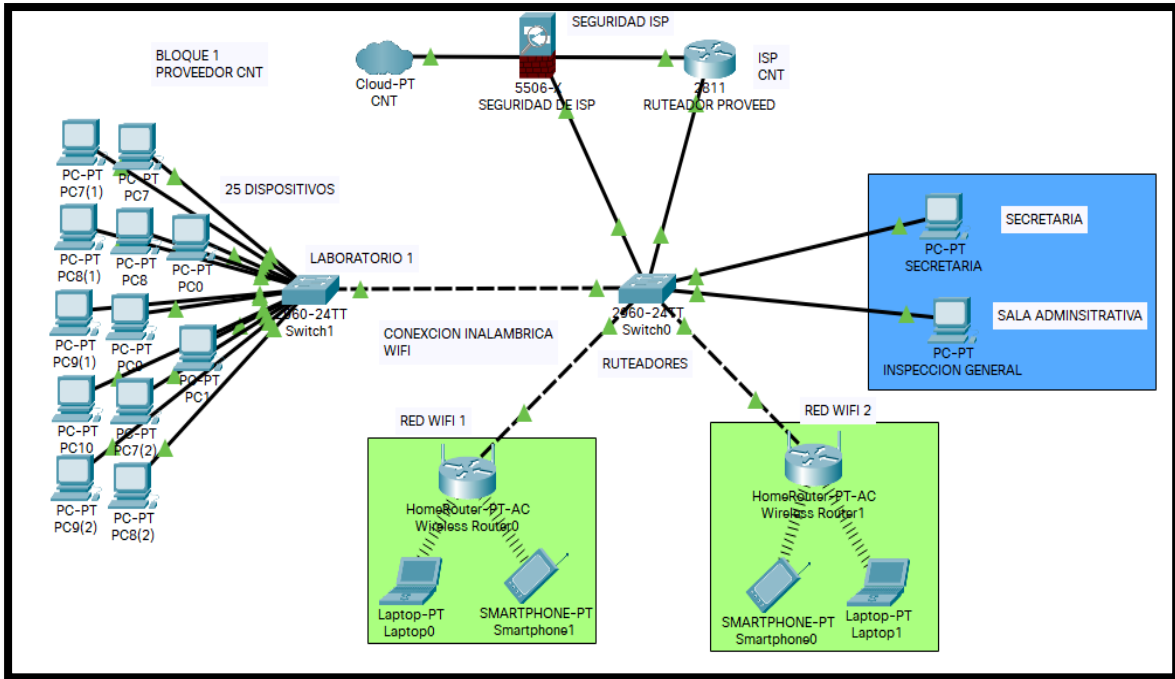 SEGURIDAD ISP
BLOQUE 1
PROVEEDOR CNT
ISP
CNT
Cloud-PT
CNT
5506-X
SEGURIDAD DE ISP
2811
RUTEADOR PROVEED
PC-PT
PC7(1)
PC-PT
PC7
25 DISPOSITIVOS
PC-PT
PC8(1)
PC-PT
PC8
PC-PT
PC0
LABORATORIO 1
2960-24TT
Switch1
2960-24TT
Switch0
SECRETARIA
PC-PT
SECRETARIA
SALA ADMINSITRATIVA
PC-PT
INSPECCION GENERAL
PC-PT
PC9(1)
PC-PT
PC9
PC-PT
PC1
CONEXCION INALAMBRICA
WIFI
RUTEADORES
PC-PT
PC10
PC-PT
PC7(2)
RED WIFI 1
RED WIFI 2
PC-PT
PC9(2)
PC-PT
PC8(2)
HomeRouter-PT-AC
Wireless Router0
HomeRouter-PT-AC
Wireless Router1
Laptop-PT
Laptop0
SMARTPHONE-PT
Smartphone1
SMARTPHONE-PT
Smartphone0
Laptop-PT
Laptop1